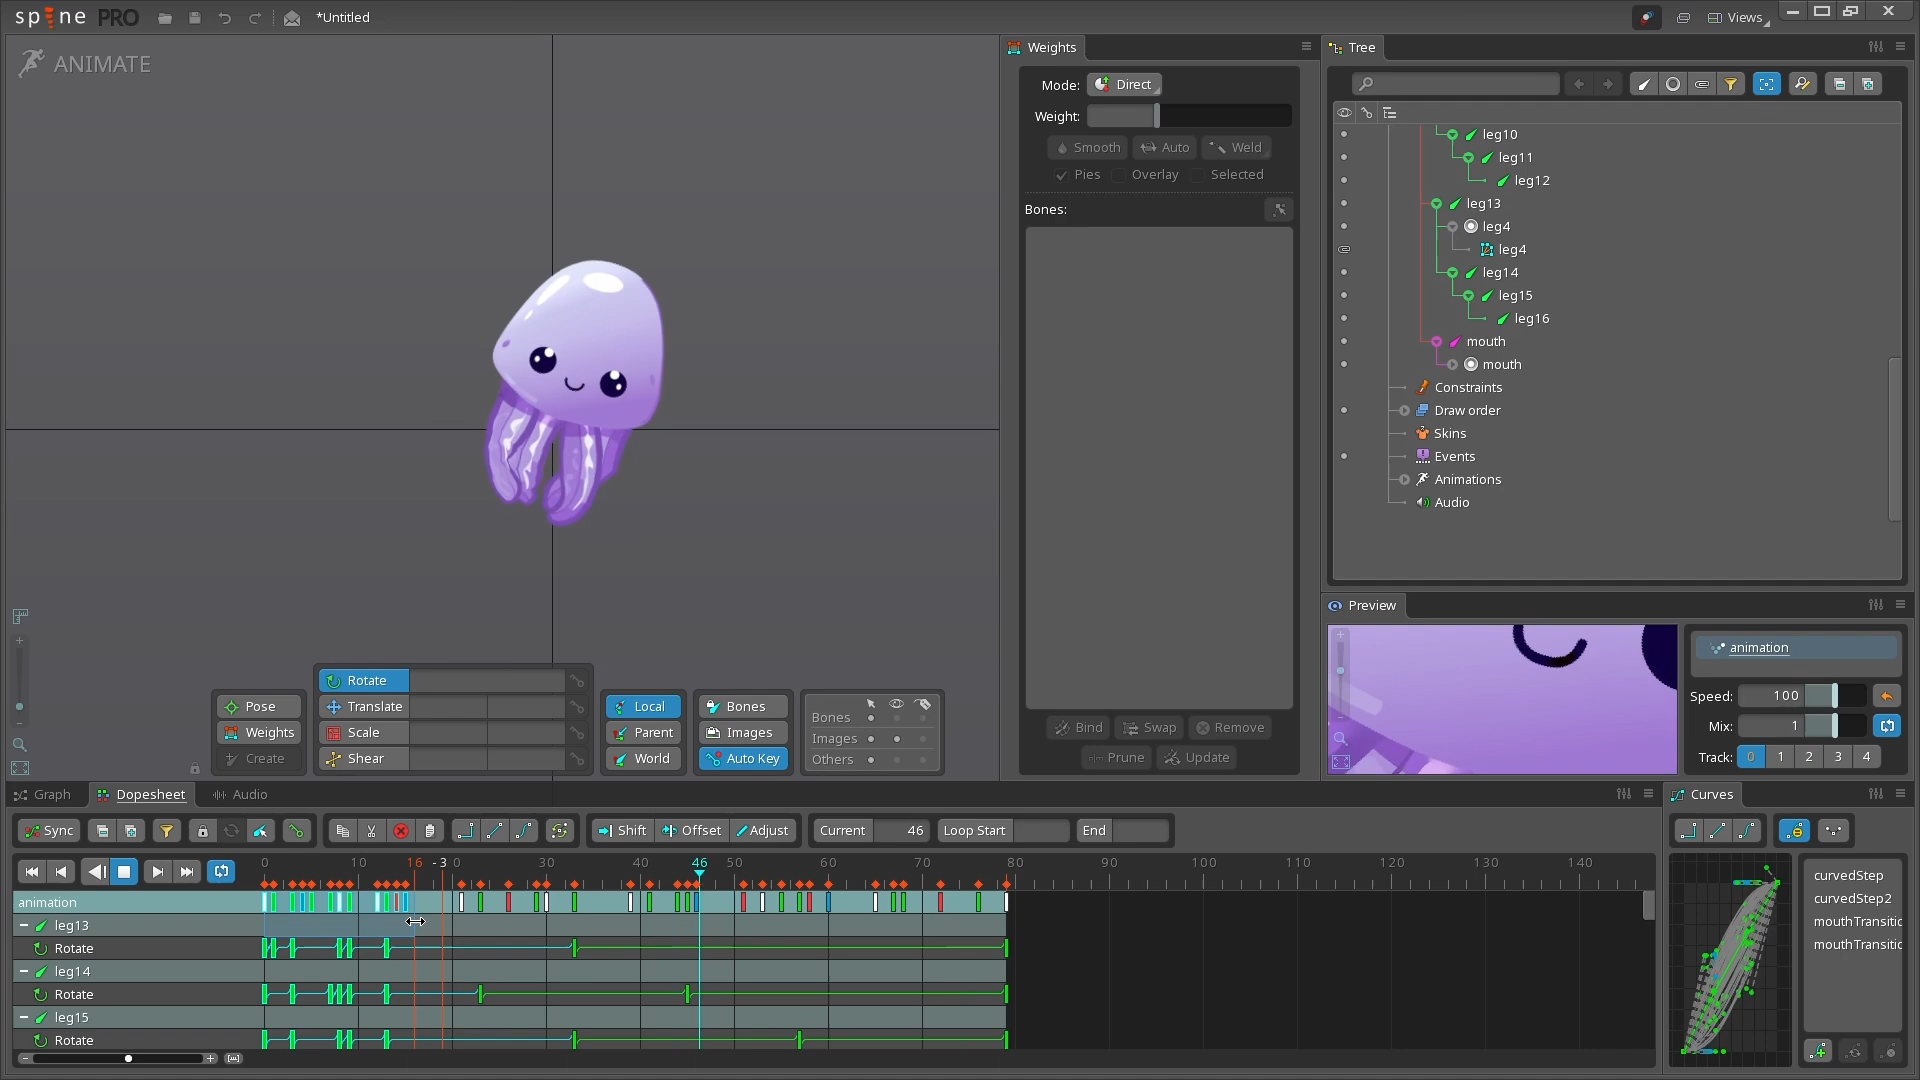 spine PRO
*Untitled
Views
ANIMATE
Weights
Mode: Direct
Weight:
Smooth Auto Weld
Pies Overlay Selected
Bones:
Bind Swap Remove
Prune Update
Tree
leg10
leg11
leg12
leg13
leg4
leg4
leg14
leg15
leg16
mouth
mouth
Constraints
Draw order
Skins
Events
Animations
Audio
Preview
animation
Speed: 100
Mix: 1
Track: 0 1 2 3 4
Pose
Weights
Create
Rotate
Translate
Scale
Shear
Local
Parent
World
Bones
Images
Auto Key
Bones
Images
Others
Graph Dopesheet Audio
Sync
Shift Offset Adjust
Current 46 Loop Start End
0 10 16 -3 0 30 40 46 50 60 70 80 90 100 110 120 130 140
animation
leg13
Rotate
leg14
Rotate
leg15
Rotate
Curves
curvedStep
curvedStep2
mouthTransitic
mouthTransitic